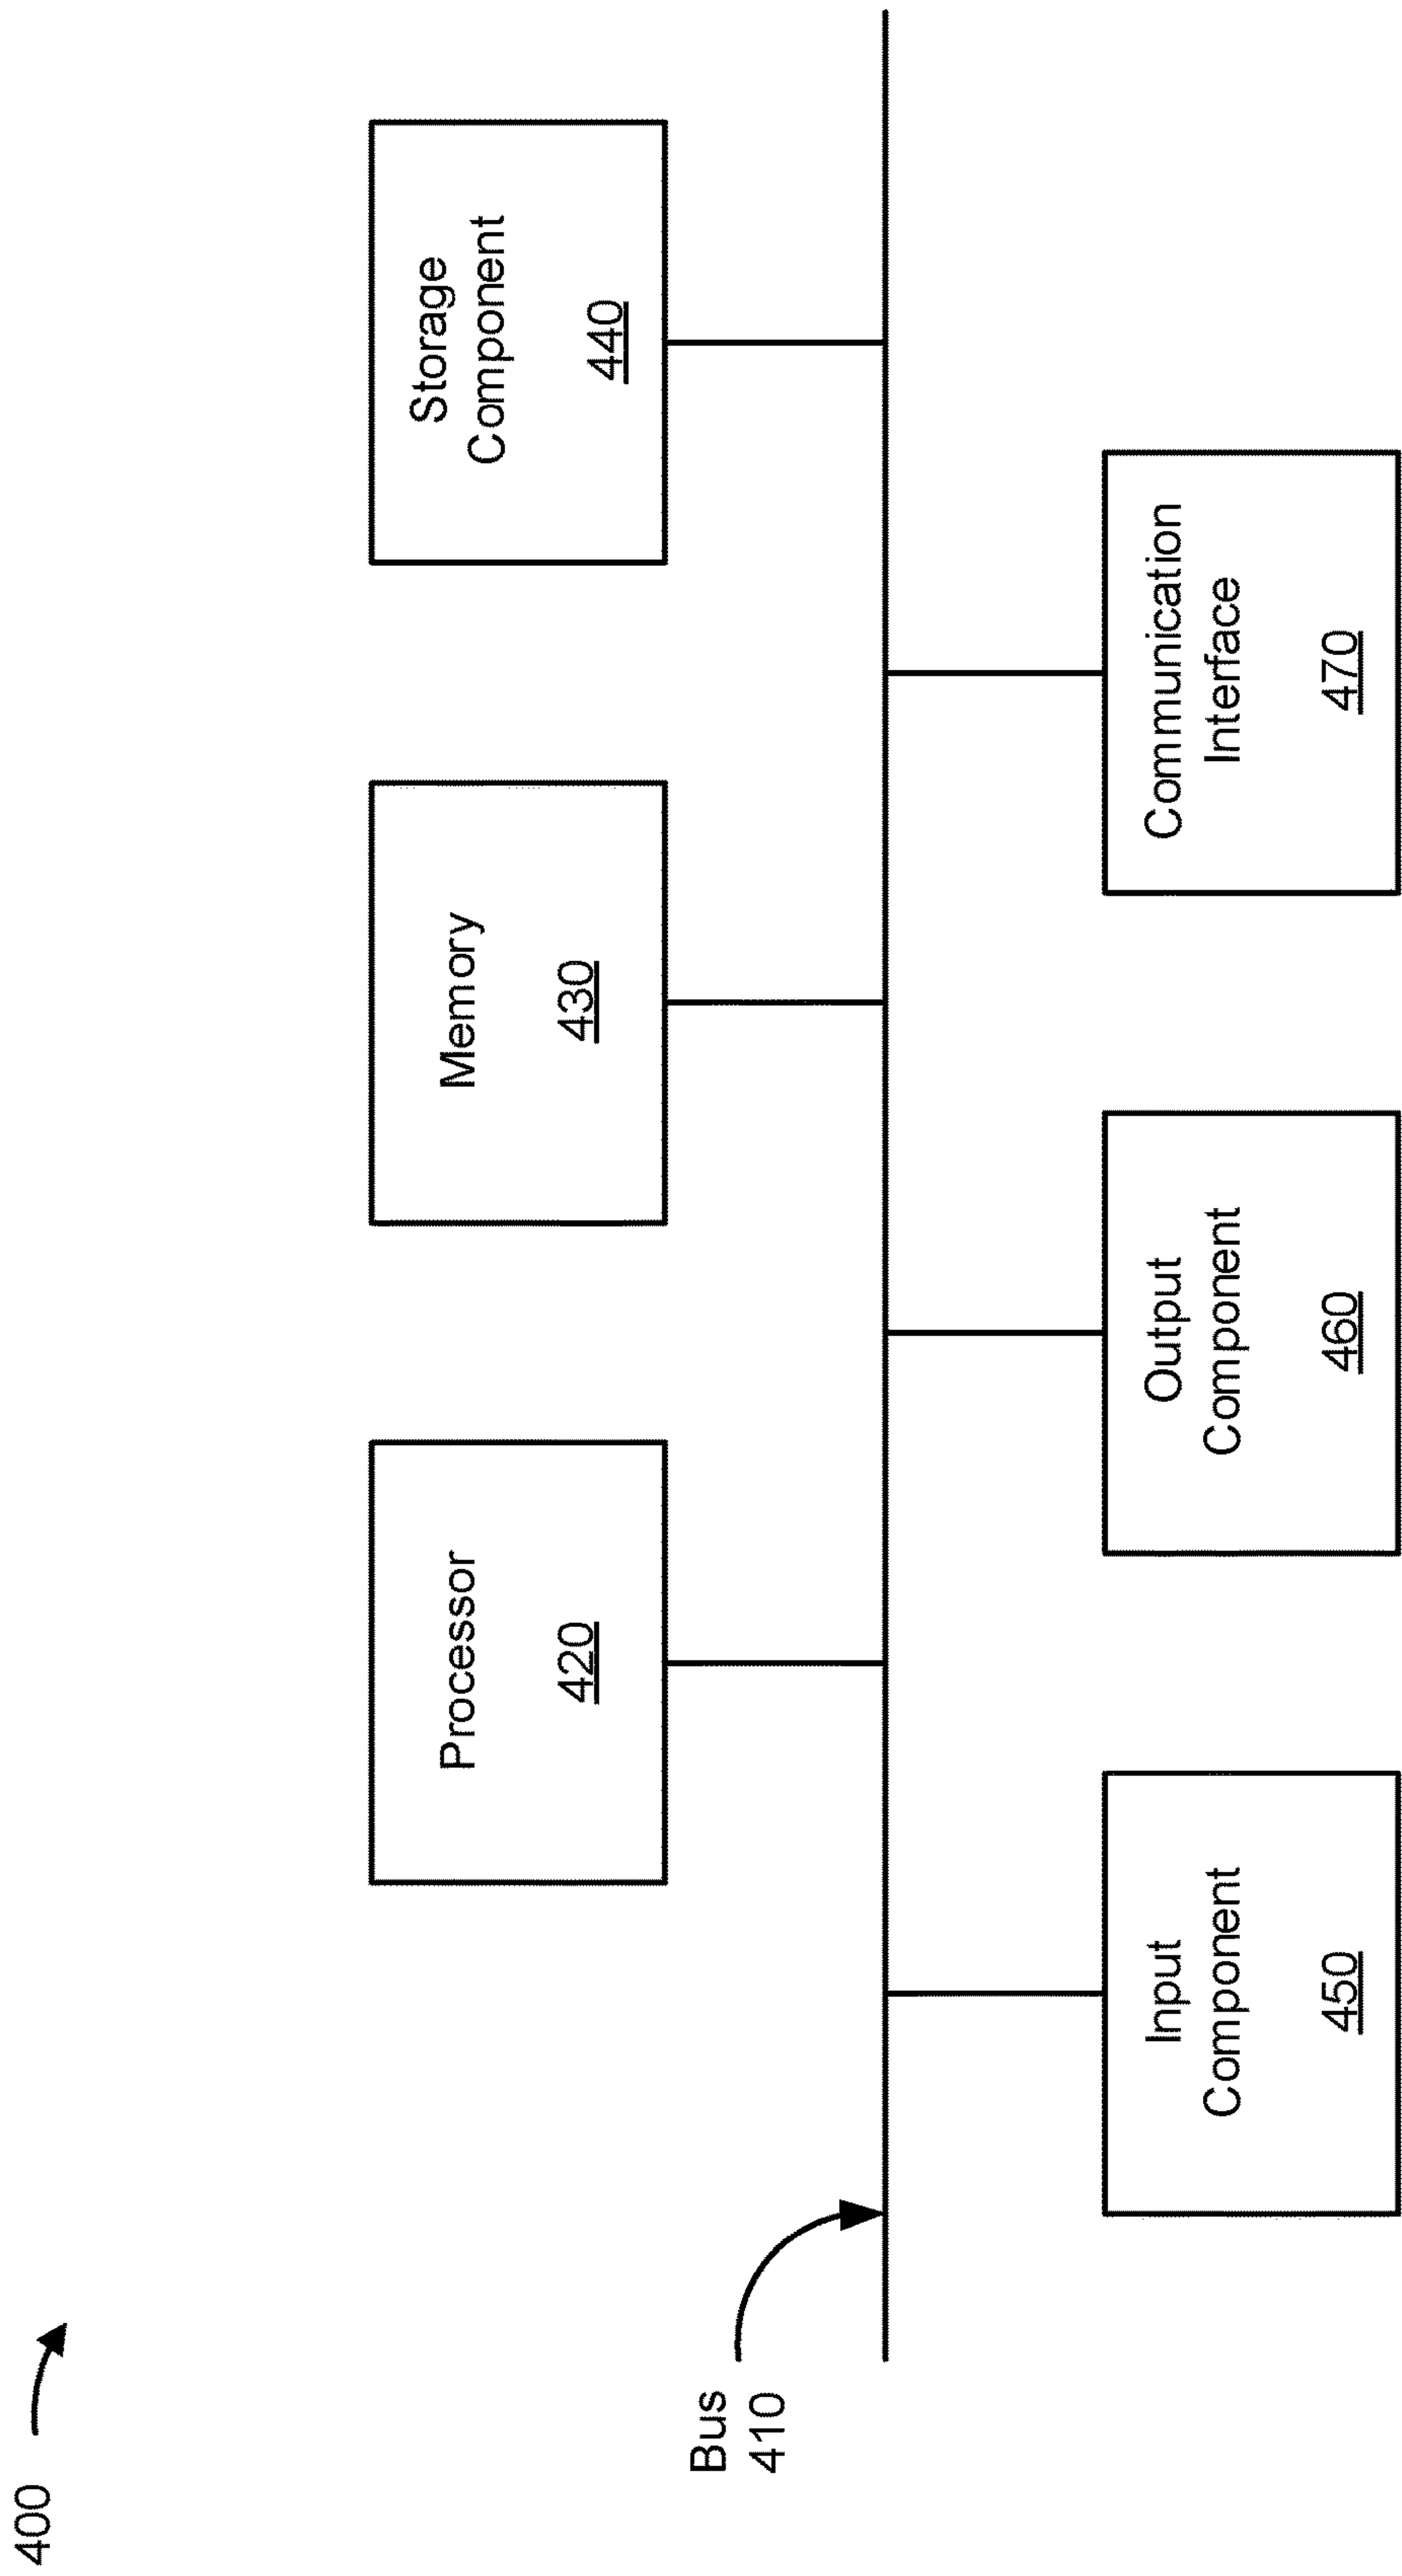 400
Processor
420
Memory
430
Storage
Component
440
Bus
410
Input
Component
450
Output
Component
460
Communication
Interface
470